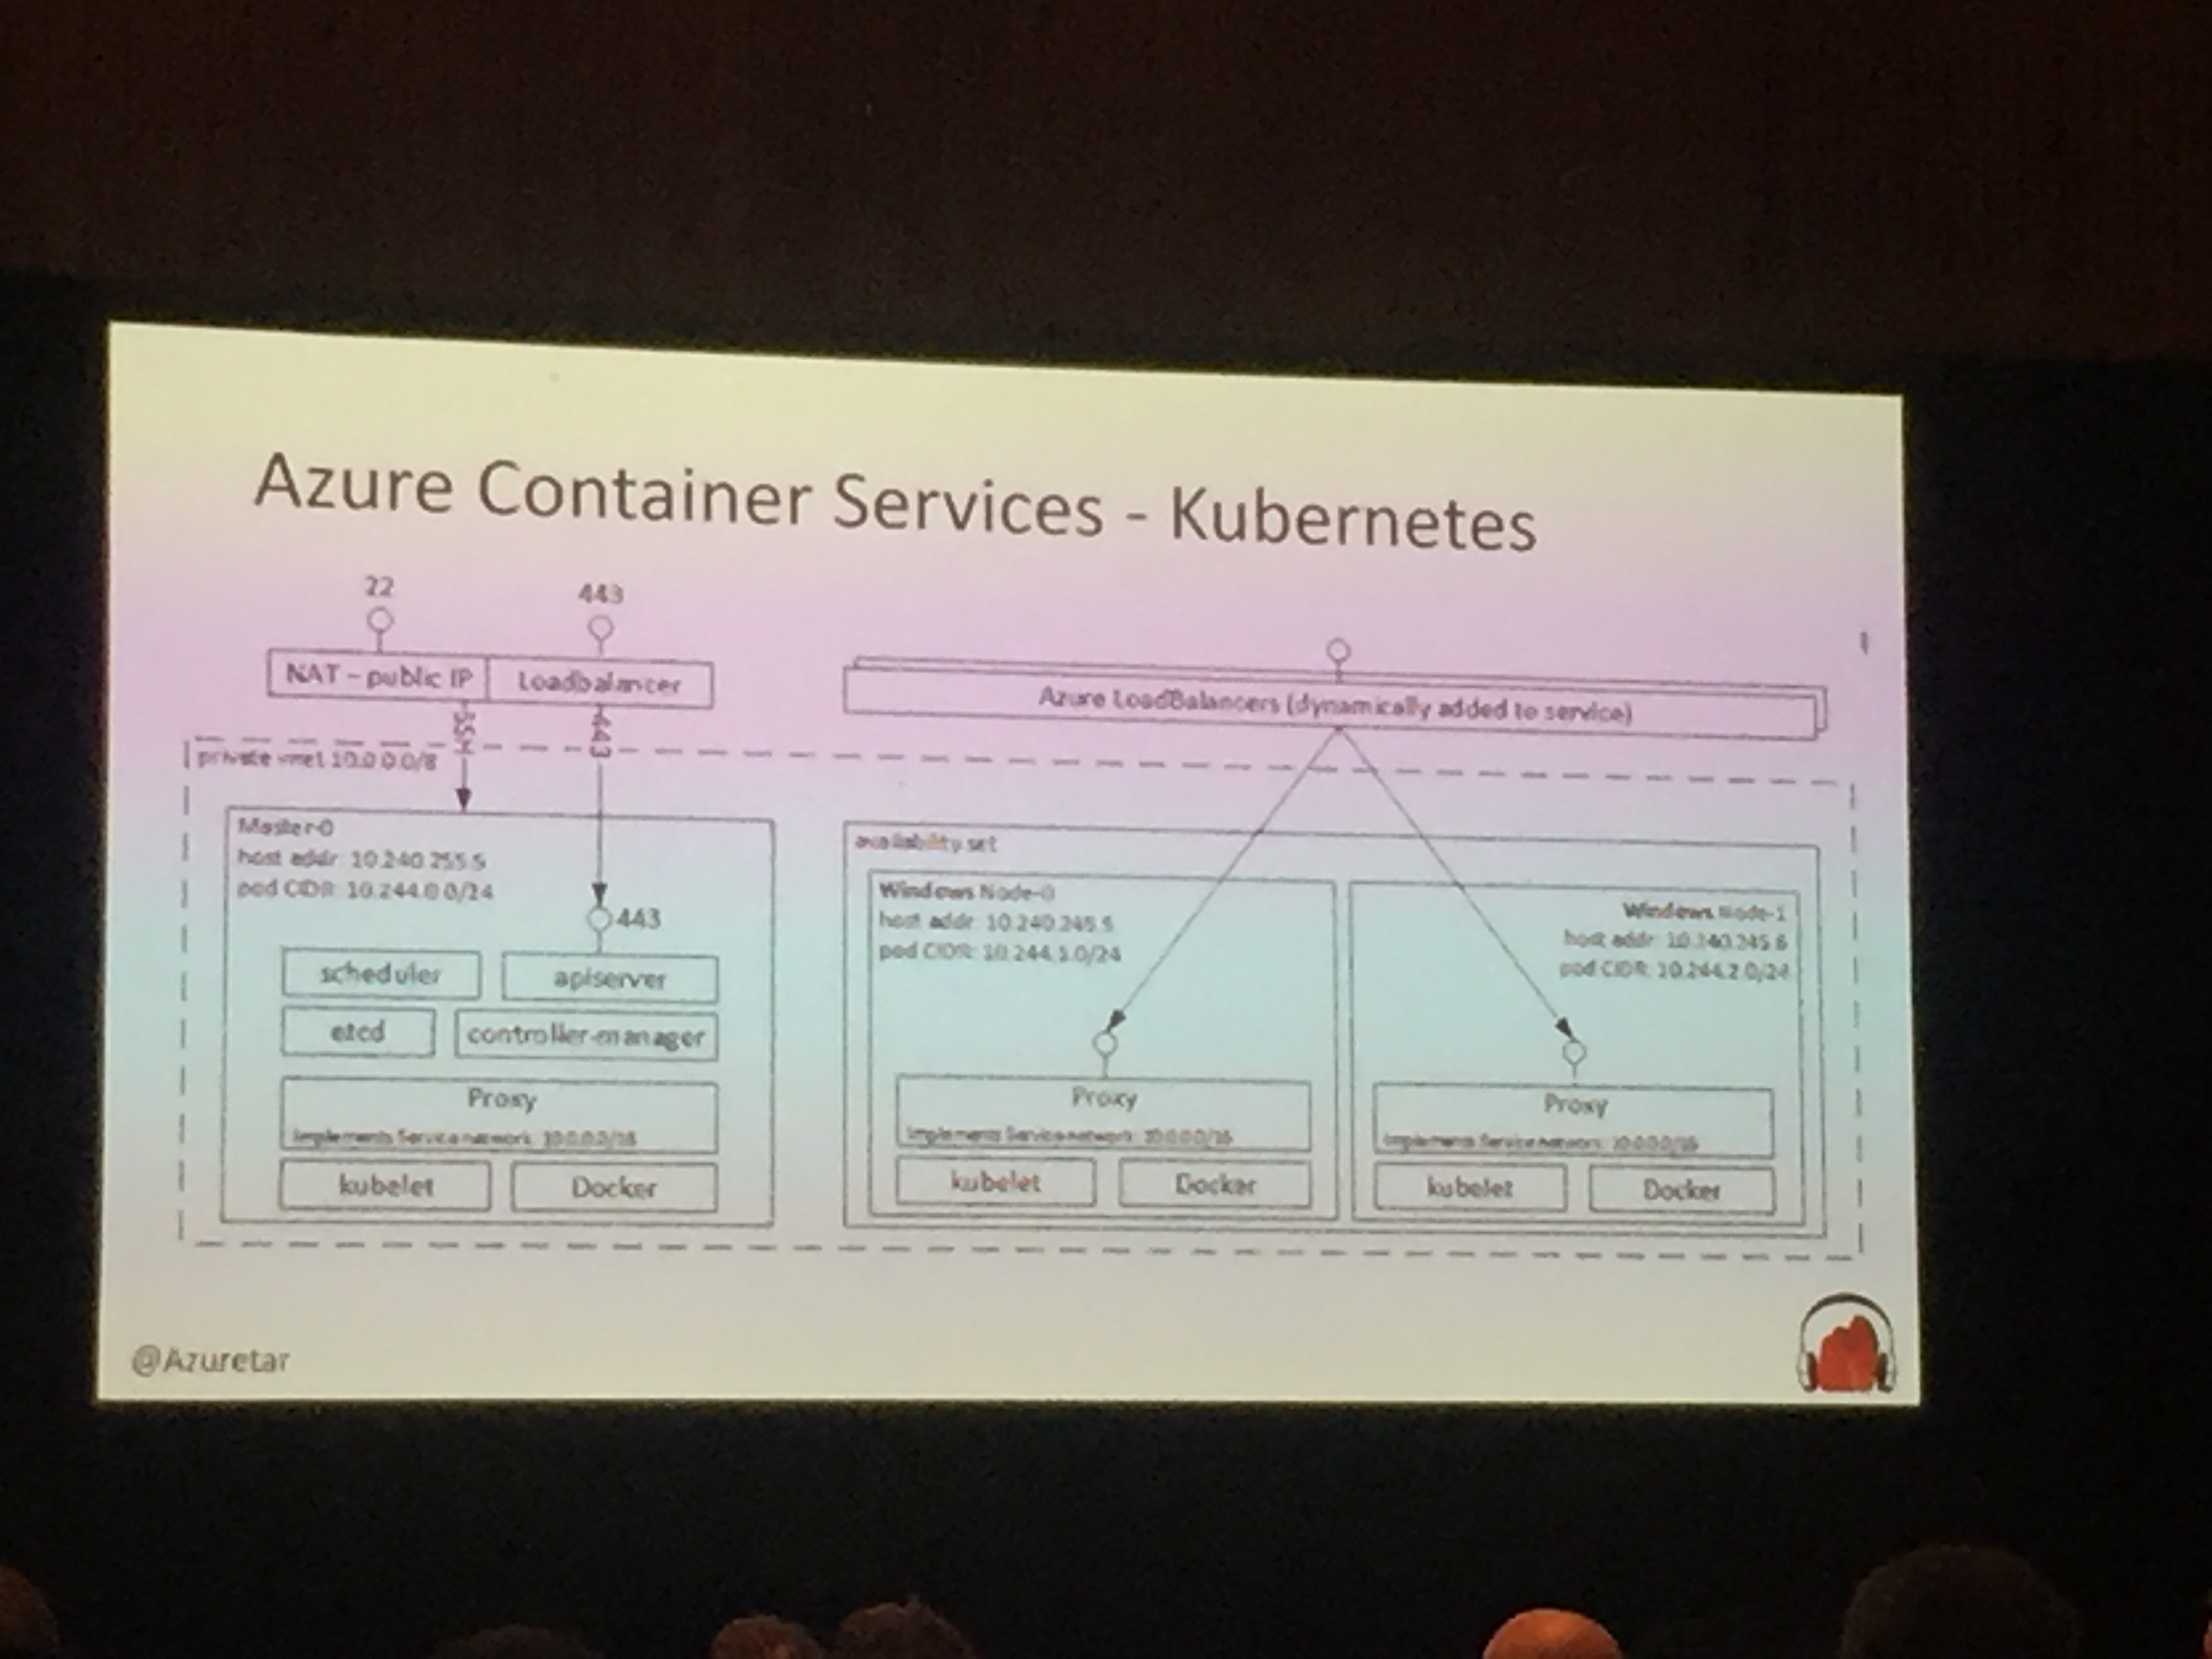 Azure Container Services - Kubernetes
22
443
NAT – public IP
Loadbalancer
Azure LoadBalancers (dynamically added to service)
SSH
443
private vnet 10.0.0.0/8
Master-0
host addr: 10.240.255.5
pod CIDR: 10.244.0.0/24
443
scheduler
apiserver
etcd
controller-manager
Proxy
Implements Service network: 10.0.0.0/16
kubelet
Docker
availability set
Windows Node-0
host addr: 10.240.245.5
pod CIDR: 10.244.1.0/24
Proxy
Implements Service network: 10.0.0.0/16
kubelet
Docker
Windows Node-1
host addr: 10.240.245.6
pod CIDR: 10.244.2.0/24
Proxy
Implements Service network: 10.0.0.0/16
kubelet
Docker
@Azuretar